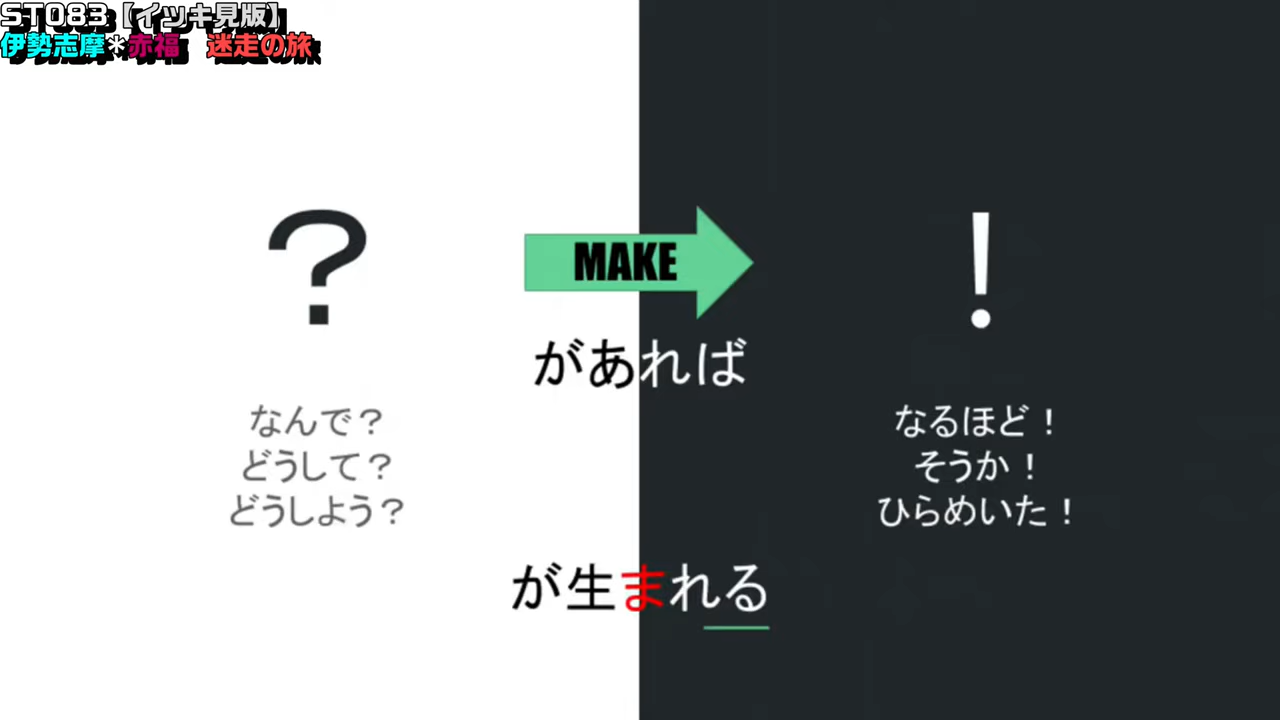 ST083【イツキ見版】
伊勢志摩*赤福　迷走の旅
？
MAKE
！
があれば
なんで？
どうして？
どうしよう？
なるほど！
そうか！
ひらめいた！
が生まれる